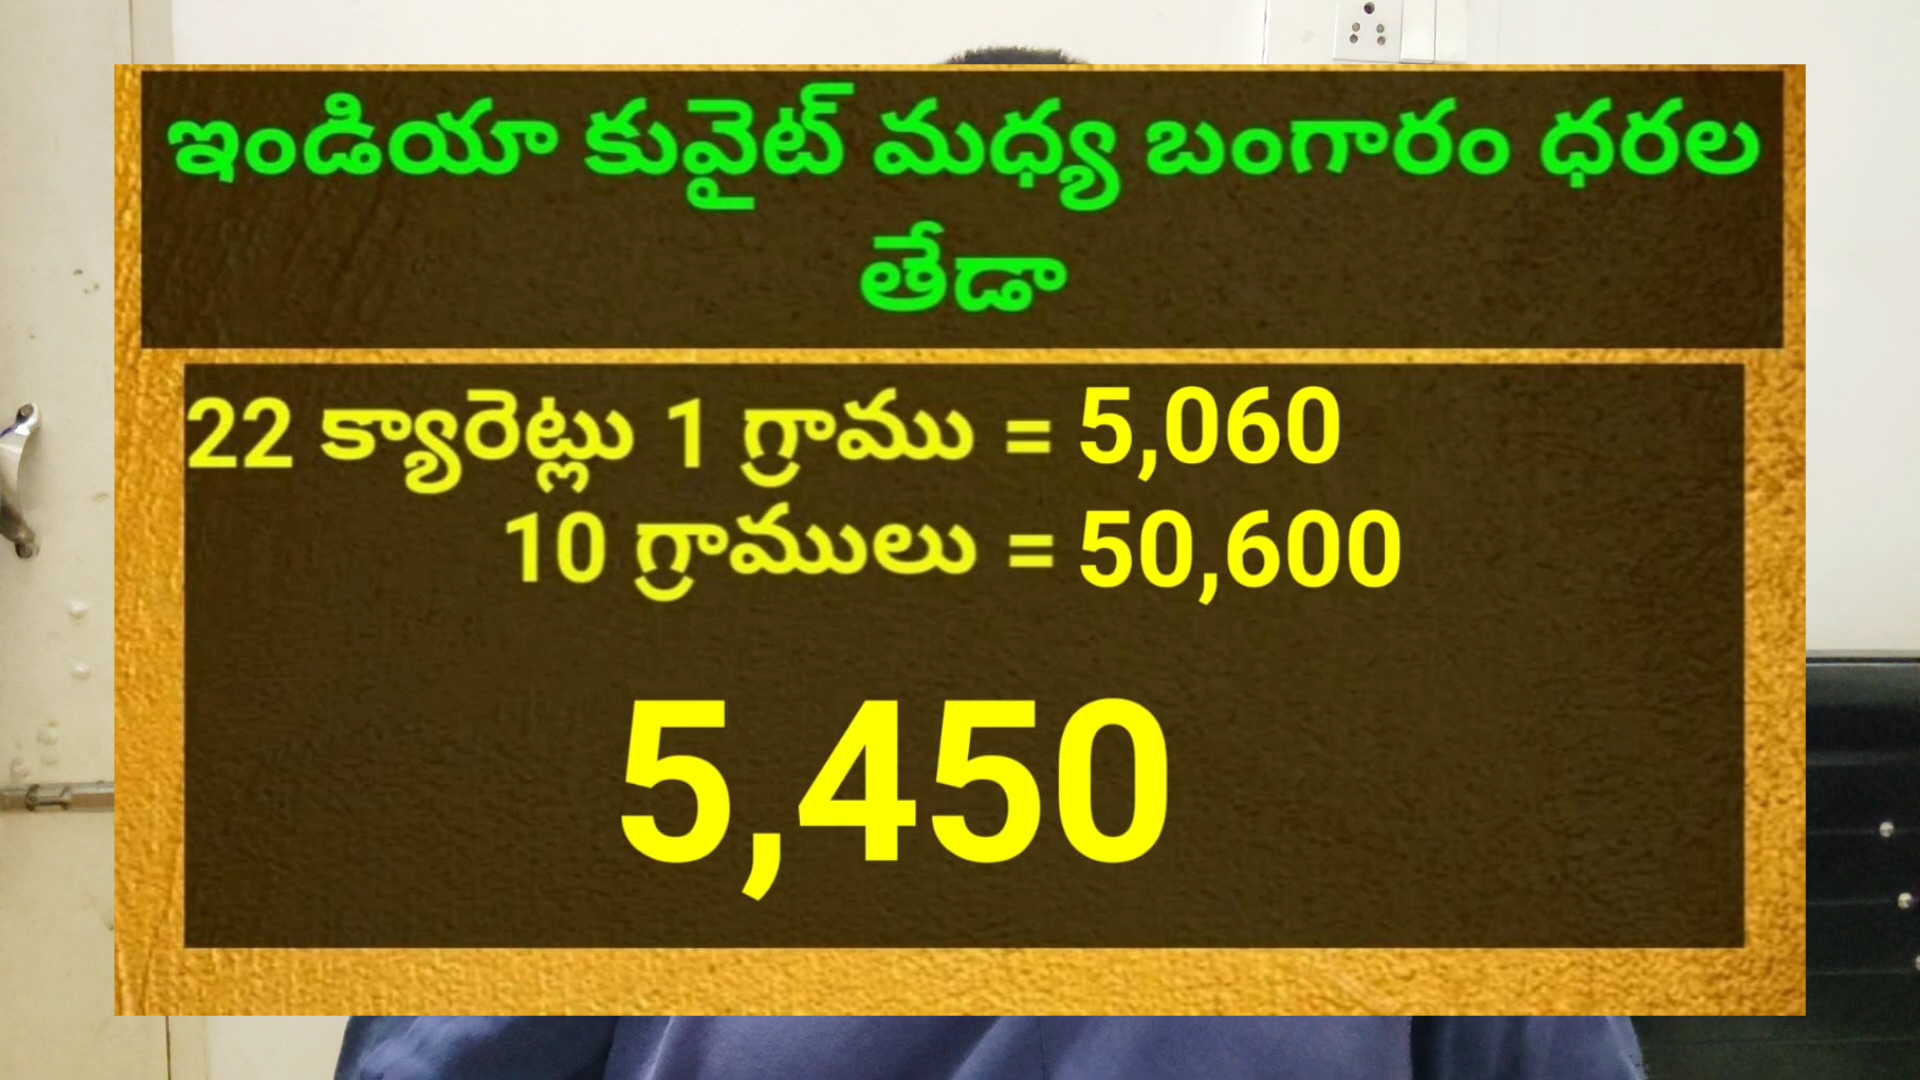 ఇండియా కువైట్ మధ్య బంగారం ధరల
తేడా
22 క్యారెట్లు 1 గ్రాము = 5,060
10 గ్రాములు = 50,600
5,450